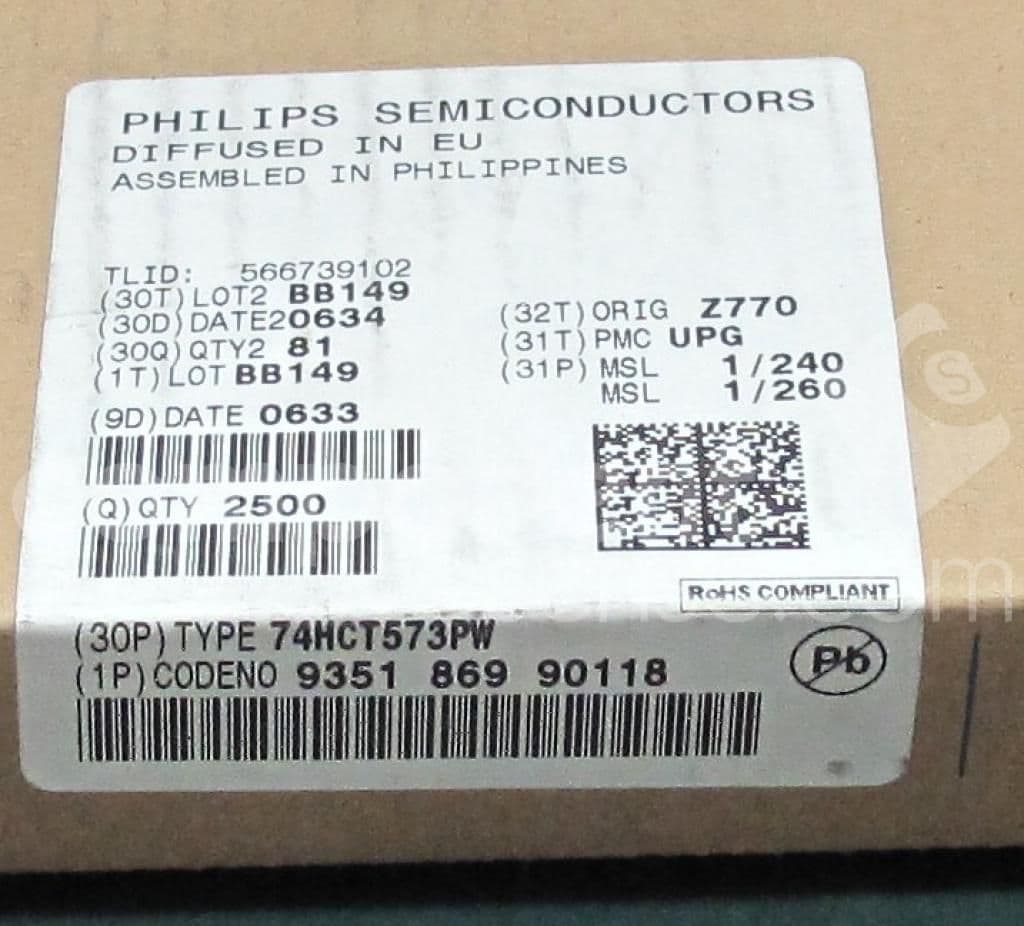 PHILIPS SEMICONDUCTORS
DIFFUSED IN EU
ASSEMBLED IN PHILIPPINES
TLID: 566739102
(30T) LOT2 BB149
(30D) DATE20634
(30Q) QTY2 81
(1T) LOT BB149
(32T) ORIG Z770
(31T) PMC UPG
(31P) MSL 1/240
MSL 1/260
(9D) DATE 0633
(Q) QTY 2500
RoHS COMPLIANT
(30P) TYPE 74HCT573PW
(1P) CODENO 9351 869 90118
Pb